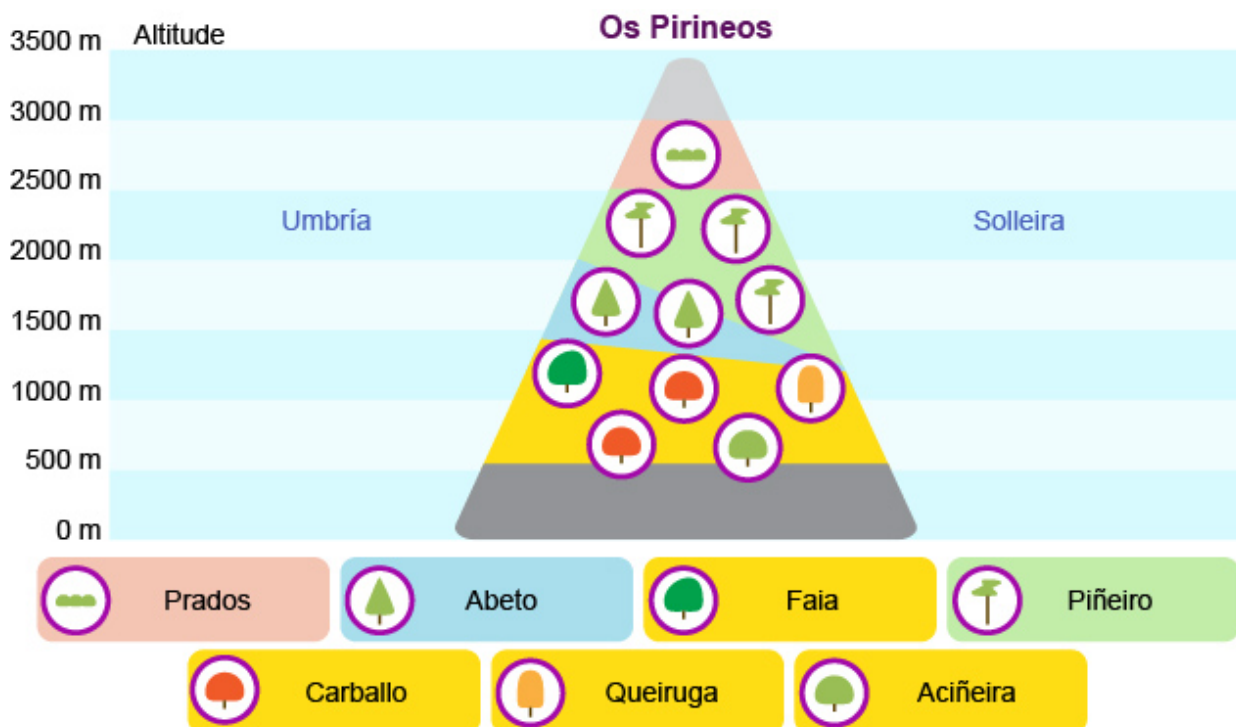 Os Pirineos
Altitude
3500 m
3000 m
2500 m
Umbría
Solleira
2000 m
1500 m
1000 m
500 m
0 m
Prados
Abeto
Faia
Piñeiro
Carballo
Queiruga
Aciñeira